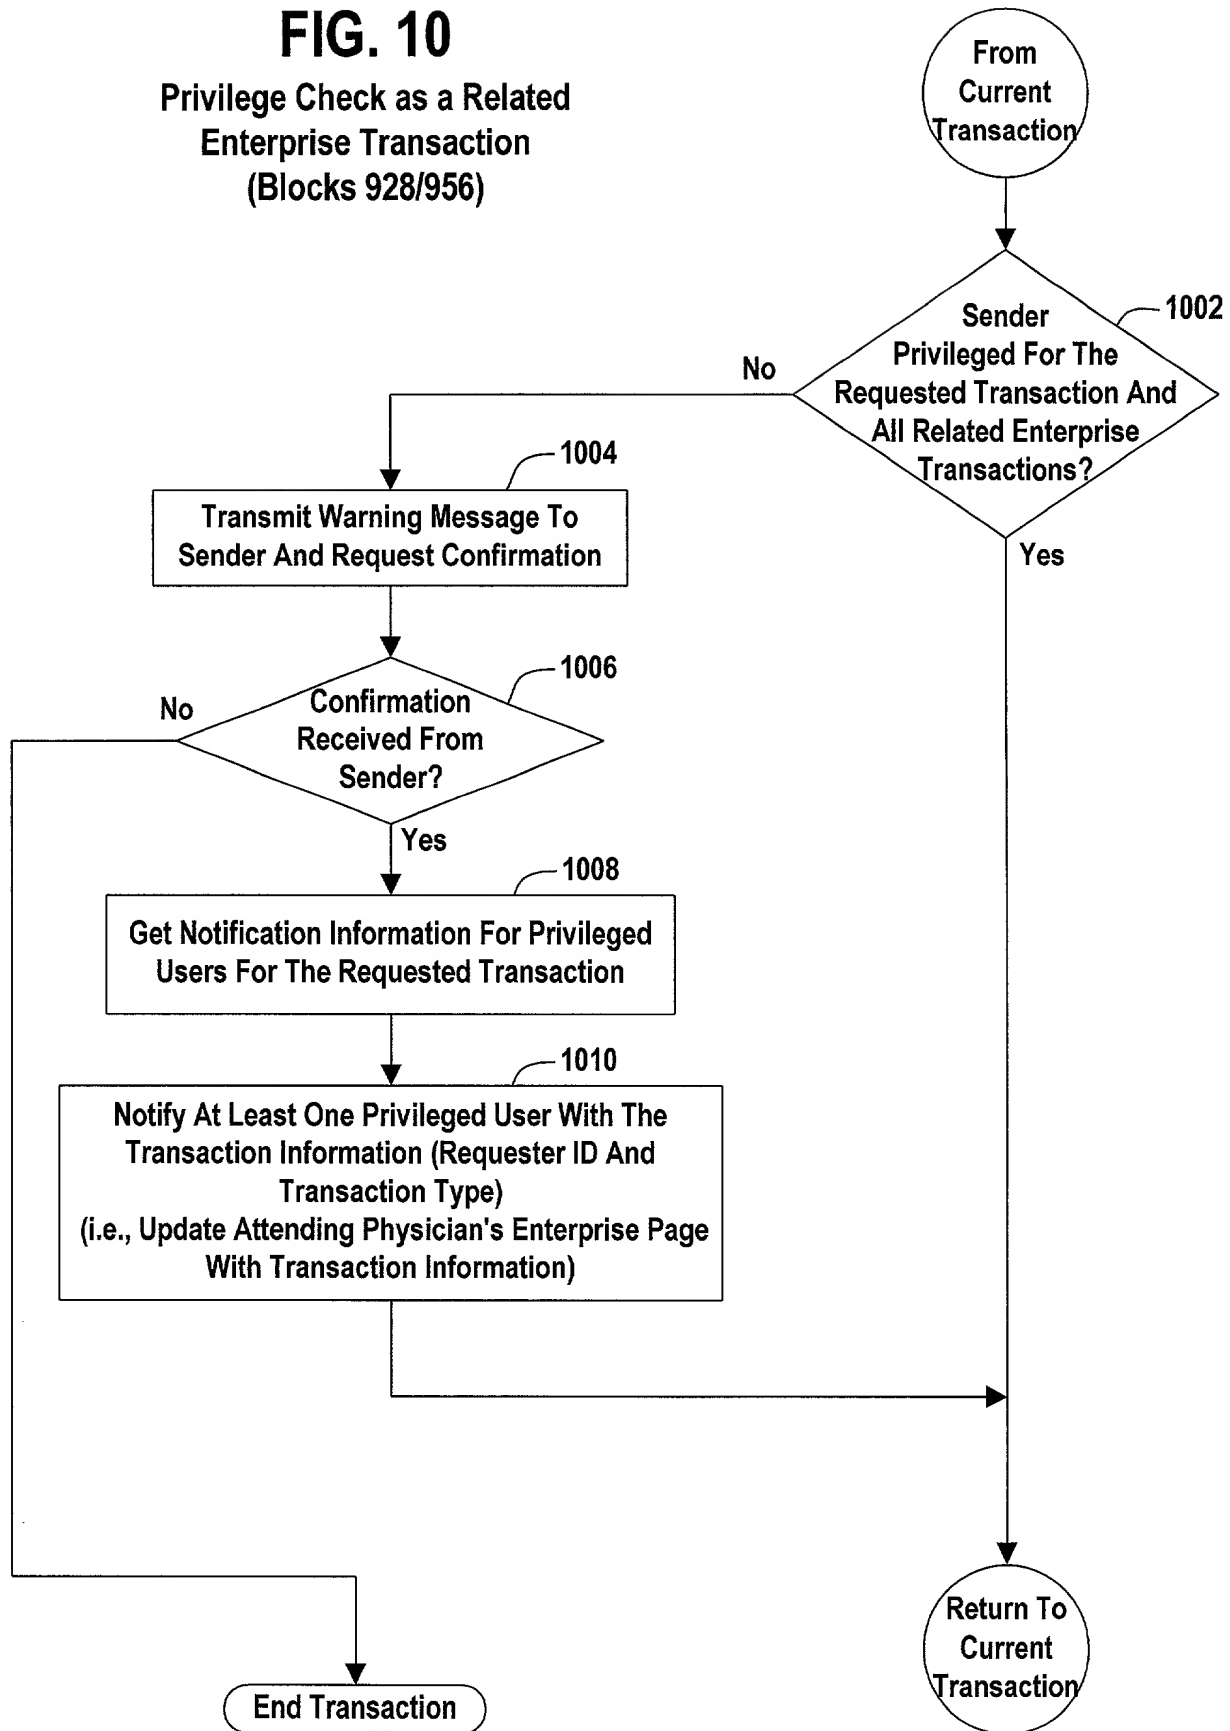 FIG. 10
Privilege Check as a Related
Enterprise Transaction
(Blocks 928/956)
From
Current
Transaction
1002
Sender
Privileged For The
Requested Transaction And
All Related Enterprise
Transactions?
No
Yes
1004
Transmit Warning Message To
Sender And Request Confirmation
1006
Confirmation
Received From
Sender?
No
Yes
1008
Get Notification Information For Privileged
Users For The Requested Transaction
1010
Notify At Least One Privileged User With The
Transaction Information (Requester ID And
Transaction Type)
(i.e., Update Attending Physician's Enterprise Page
With Transaction Information)
Return To
Current
Transaction
End Transaction